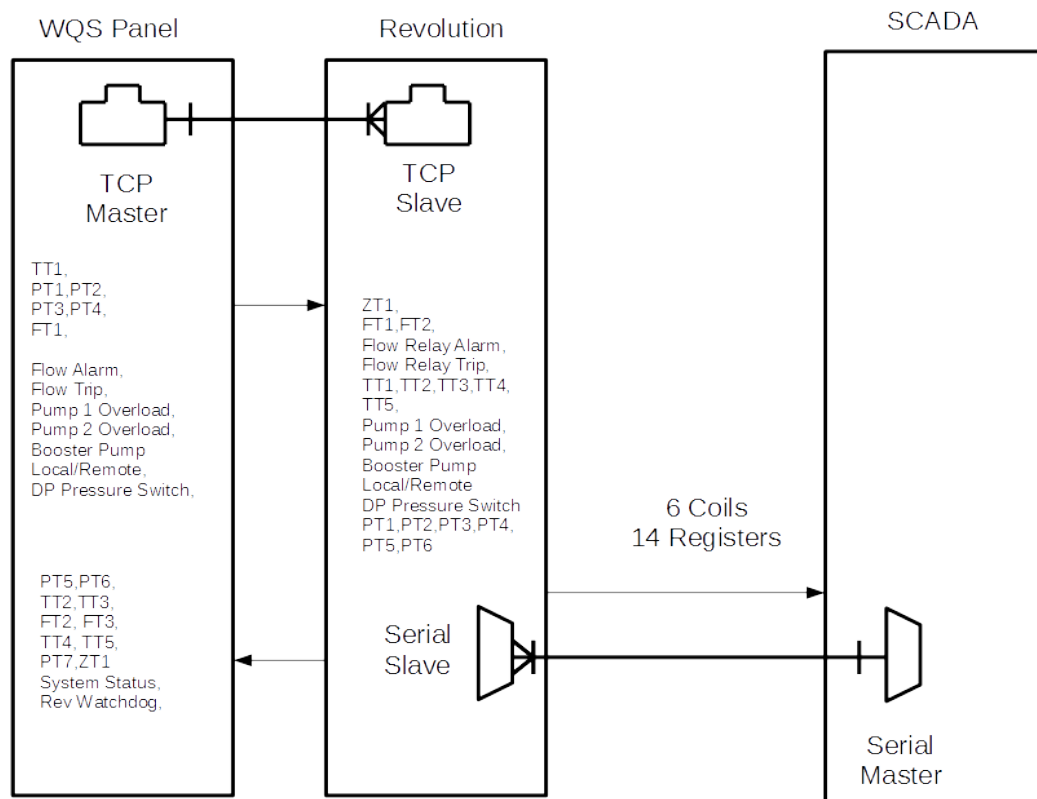 WQS Panel
Revolution
SCADA
TCP
Master
TCP
Slave
TT1,
PT1,PT2,
PT3,PT4,
FT1,
Flow Alarm,
Flow Trip,
Pump 1 Overload,
Pump 2 Overload,
Booster Pump
Local/Remote,
DP Pressure Switch,
PT5,PT6,
TT2,TT3,
FT2, FT3,
TT4, TT5,
PT7,ZT1
System Status,
Rev Watchdog,
ZT1,
FT1,FT2,
Flow Relay Alarm,
Flow Relay Trip,
TT1,TT2,TT3,TT4,
TT5,
Pump 1 Overload,
Pump 2 Overload,
Booster Pump
Local/Remote
DP Pressure Switch
PT1,PT2,PT3,PT4,
PT5,PT6
Serial
Slave
6 Coils
14 Registers
Serial
Master